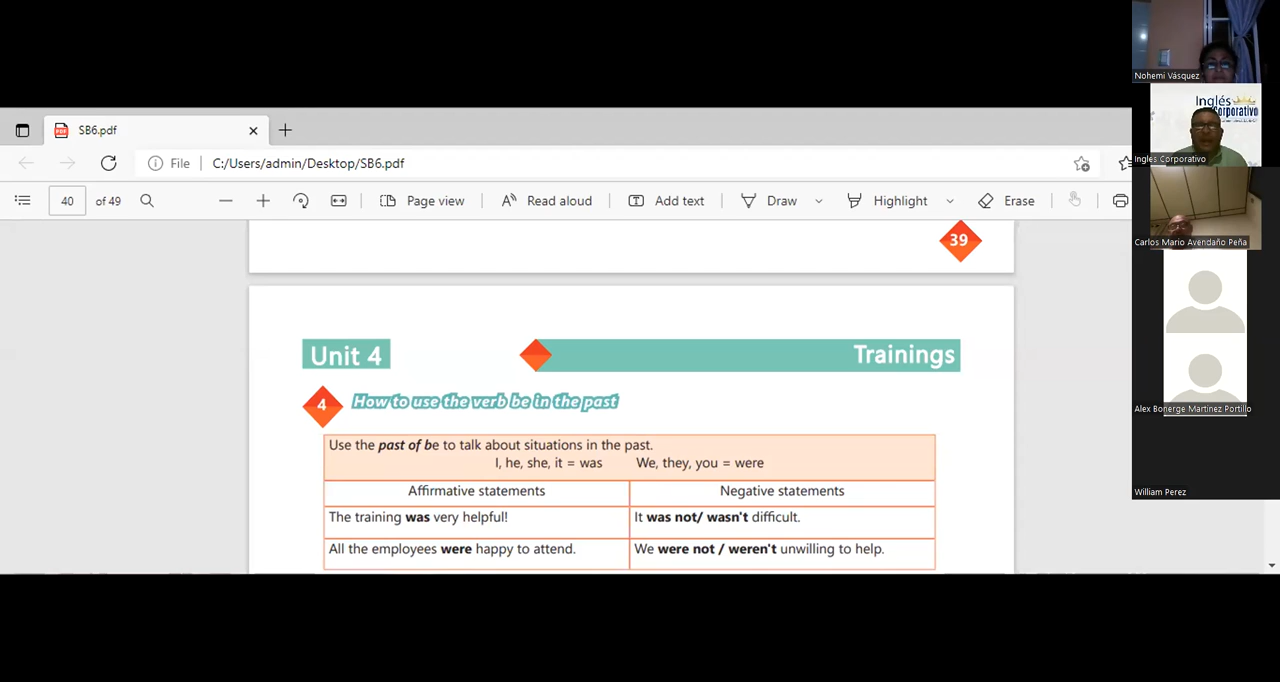 SB6.pdf
File C:/Users/admin/Desktop/SB6.pdf
40 of 49 Page view Read aloud Add text Draw Highlight Erase
39
Unit 4 Trainings
4 How to use the verb be in the past
Use the past of be to talk about situations in the past.
I, he, she, it = was We, they, you = were
Affirmative statements Negative statements
The training was very helpful! It was not/ wasn't difficult.
All the employees were happy to attend. We were not / weren't unwilling to help.
Nohemi Vásquez
Inglés
Corporativo
Ingles Corporativo
Carlos Mario Avendaño Peña
Alex Bonerge Martinez Portillo
William Perez